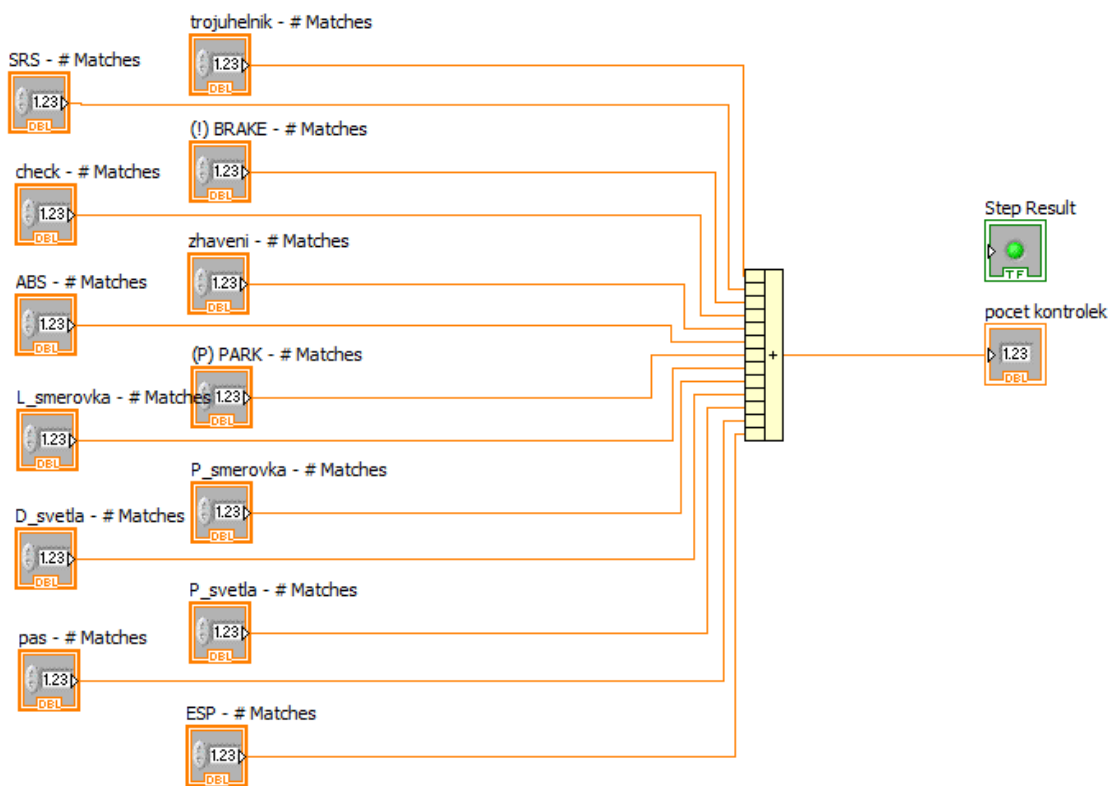 trojuhelnik - # Matches
1.23
DBL
SRS - # Matches
1.23
DBL
(!) BRAKE - # Matches
1.23
DBL
check - # Matches
1.23
DBL
zhaveni - # Matches
1.23
DBL
ABS - # Matches
1.23
DBL
(P) PARK - # Matches
1.23
DBL
L_smerovka - # Matches
1.23
DBL
P_smerovka - # Matches
1.23
DBL
D_svetla - # Matches
1.23
DBL
P_svetla - # Matches
1.23
DBL
pas - # Matches
1.23
DBL
ESP - # Matches
1.23
DBL
+
Step Result
TF
pocet kontrolek
1.23
DBL